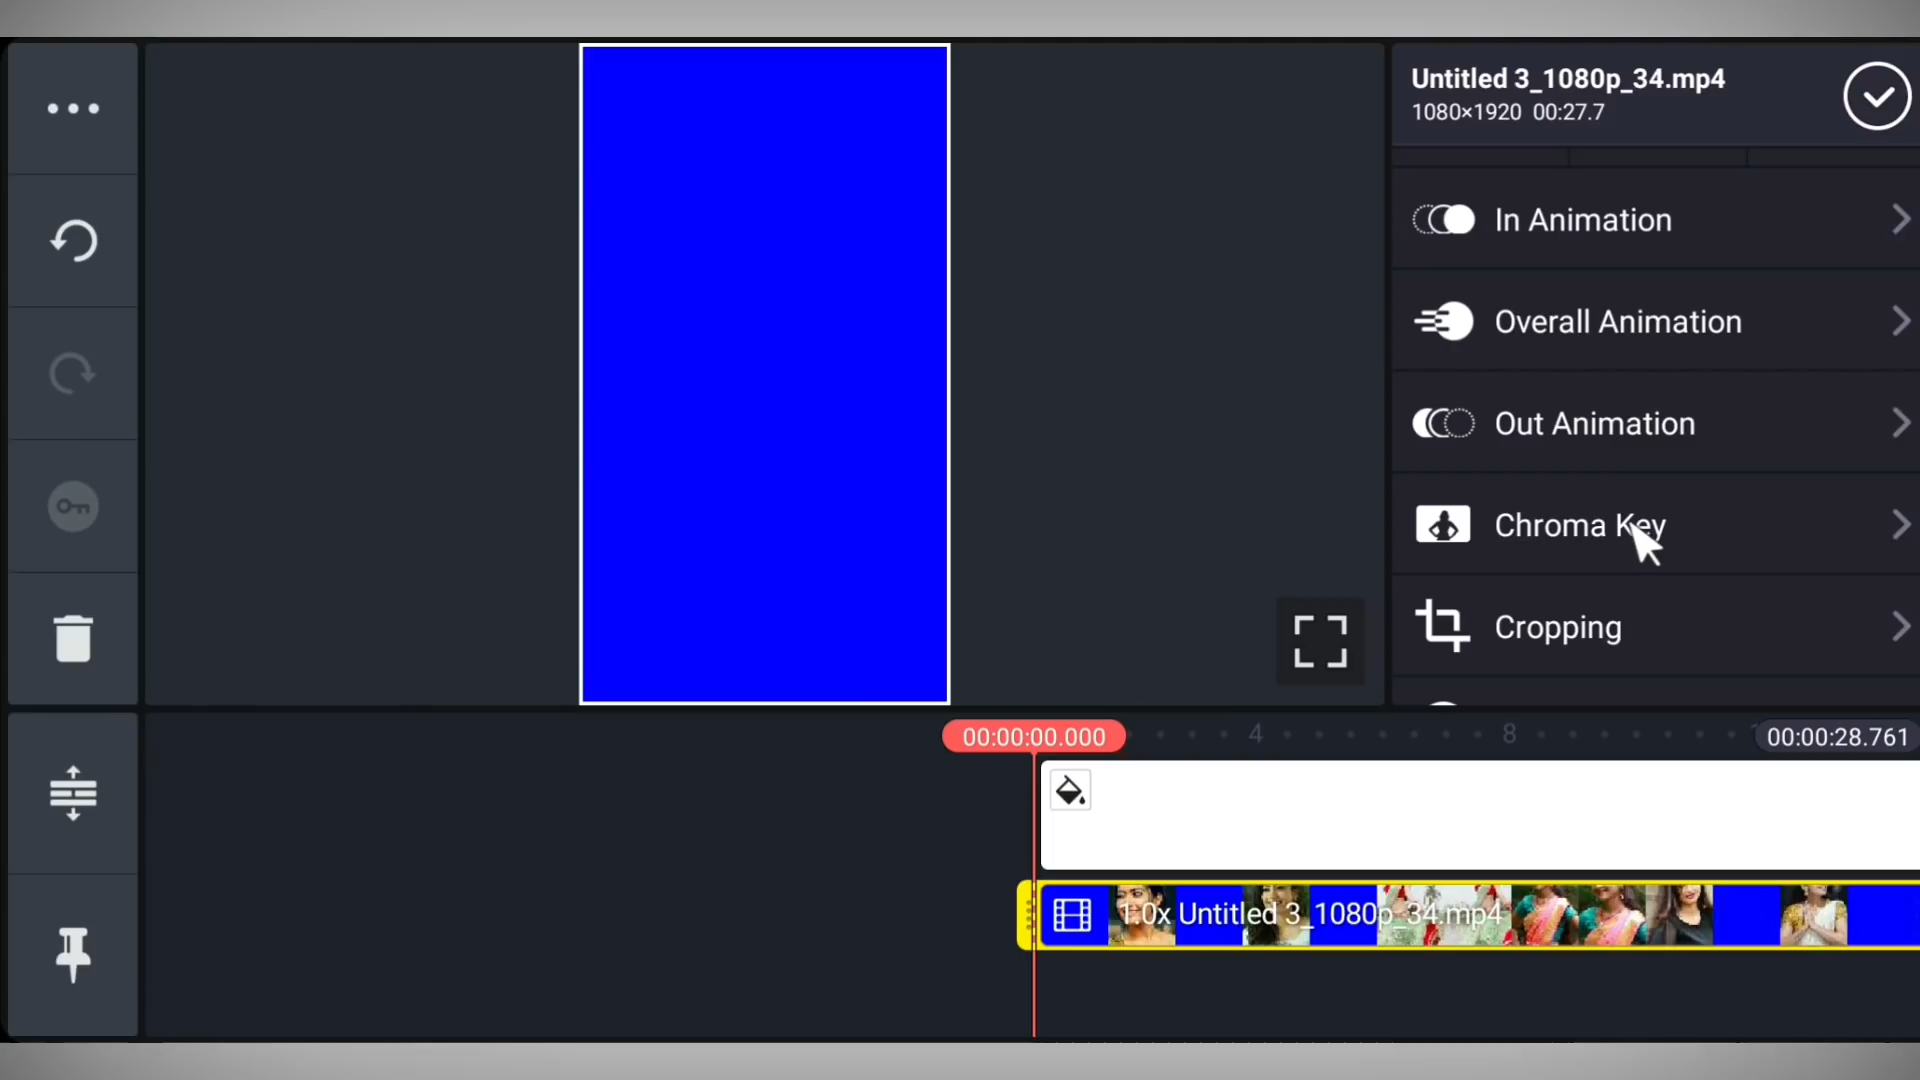 Untitled 3_1080p_34.mp4
1080×1920 00:27.7
In Animation
Overall Animation
Out Animation
Chroma Key
Cropping
00:00:00.000
4
8
00:00:28.761
1.0x Untitled 3_1080p_34.mp4